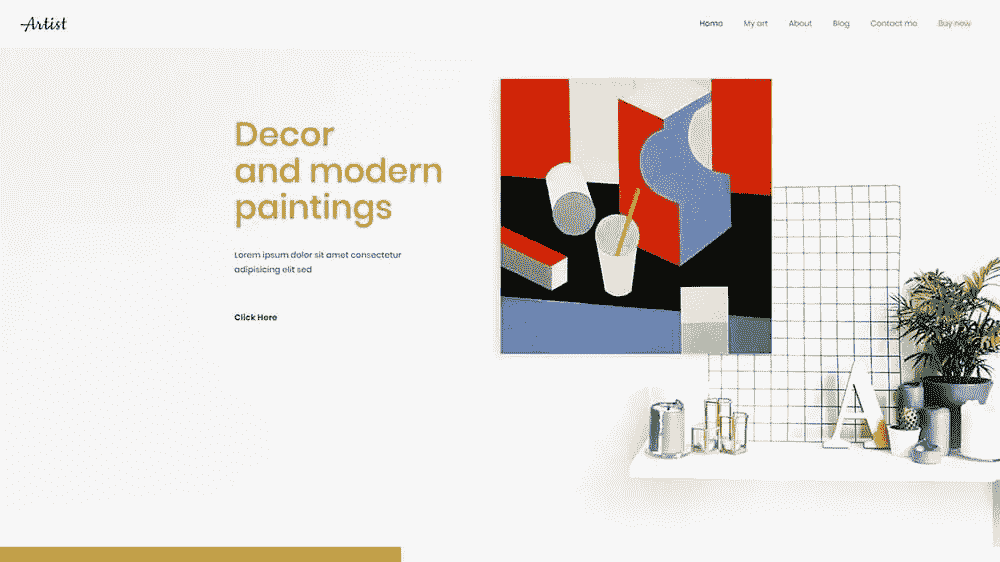 Artist
Home My art About Blog Contact me Buy now
Decor
and modern
paintings
Lorem ipsum dolor sit amet consectetur
adipisicing elit sed
Click Here
A